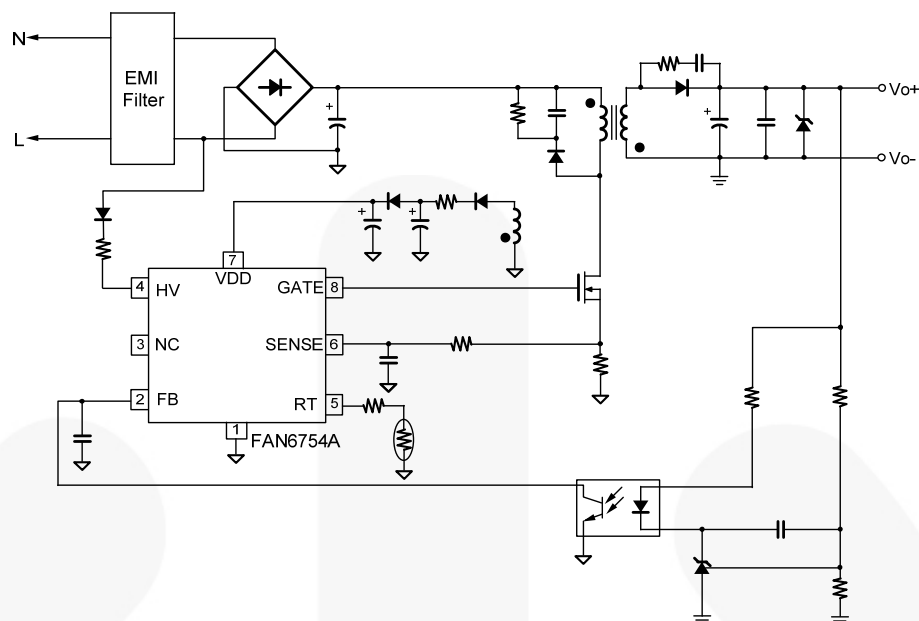 N
EMI
Filter
L
+
+
Vo+
Vo-
+
+
7
VDD
4
HV
GATE
8
3
NC
SENSE
6
2
FB
RT
5
1
FAN6754A